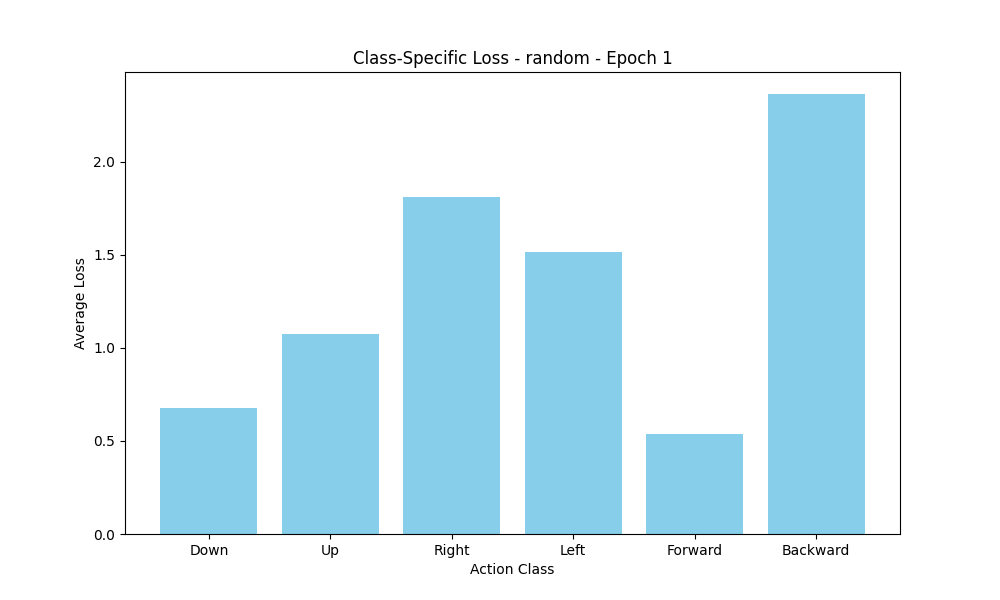 Class-Specific Loss - random - Epoch 1
Average Loss
2.0
1.5
1.0
0.5
0.0
Down Up Right Left Forward Backward
Action Class